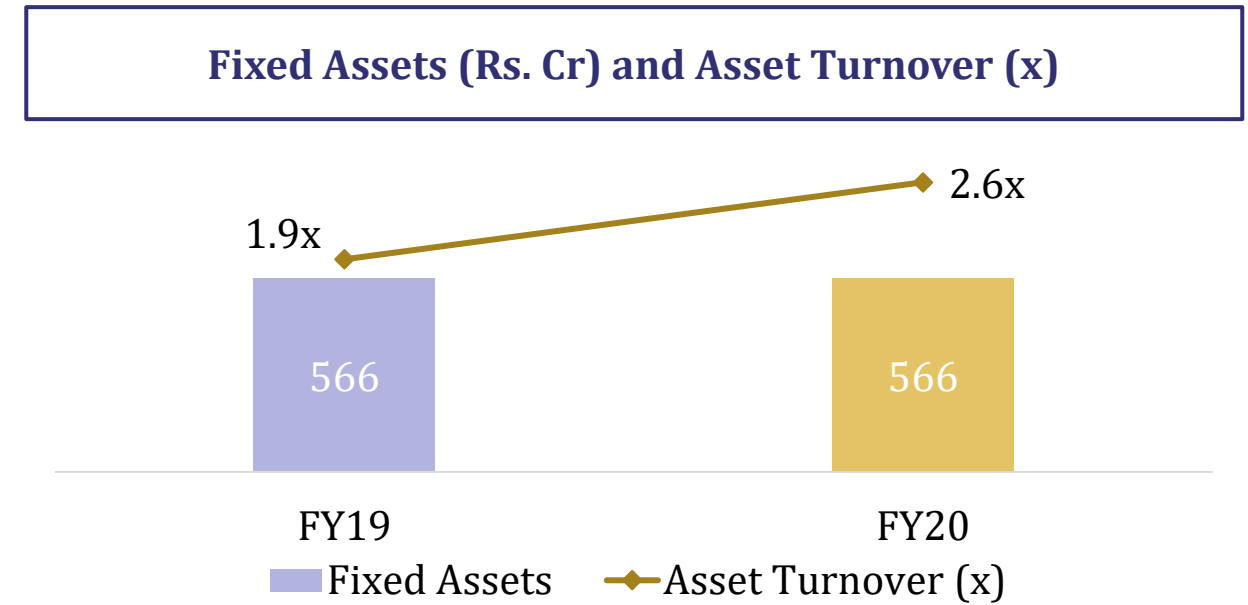 Fixed Assets (Rs. Cr) and Asset Turnover (x)
2.6x
1.9x
566 566
FY19 FY20
Fixed Assets Asset Turnover (x)